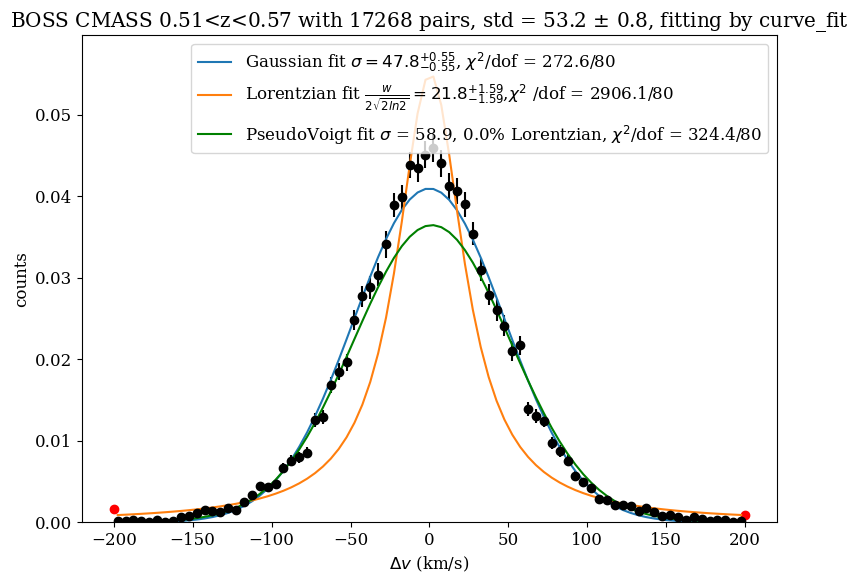 BOSS CMASS 0.51<z<0.57 with 17268 pairs, std = 53.2 ± 0.8, fitting by curve_fit
Gaussian fit σ = 47.8^{+0.55}_{-0.55}, χ²/dof = 272.6/80
Lorentzian fit \frac{w}{2\sqrt{2ln2}} = 21.8^{+1.59}_{-1.59},χ² /dof = 2906.1/80
PseudoVoigt fit σ = 58.9, 0.0% Lorentzian, χ²/dof = 324.4/80
counts
0.05
0.04
0.03
0.02
0.01
0.00
−200 −150 −100 −50 0 50 100 150 200
Δv (km/s)